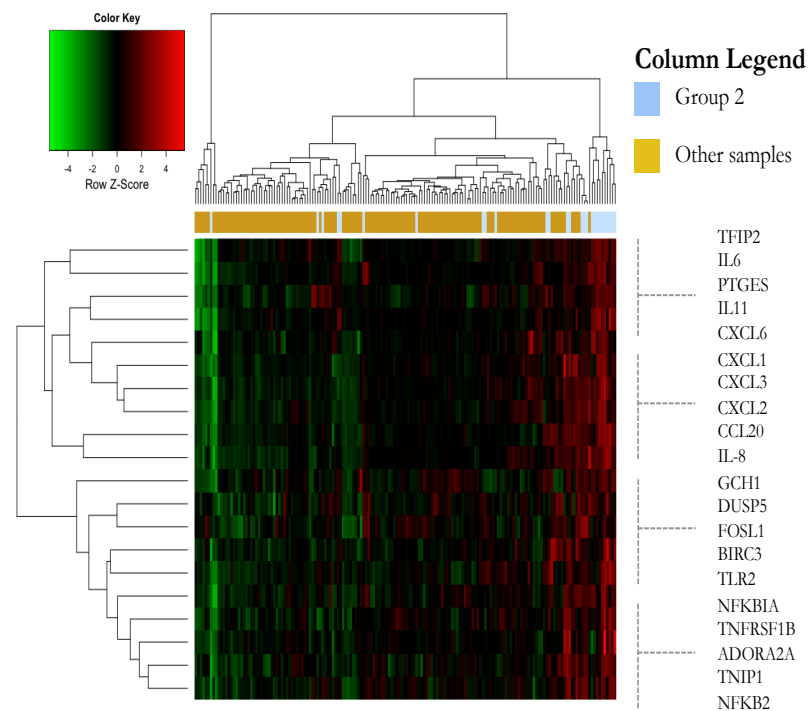 Color Key
-4 -2 0 2 4
Row Z-Score
Column Legend
Group 2
Other samples
TFIP2
IL6
PTGES
IL11
CXCL6
CXCL1
CXCL3
CXCL2
CCL20
IL-8
GCH1
DUSP5
FOSL1
BIRC3
TLR2
NFKBIA
TNFRSF1B
ADORA2A
TNIP1
NFKB2